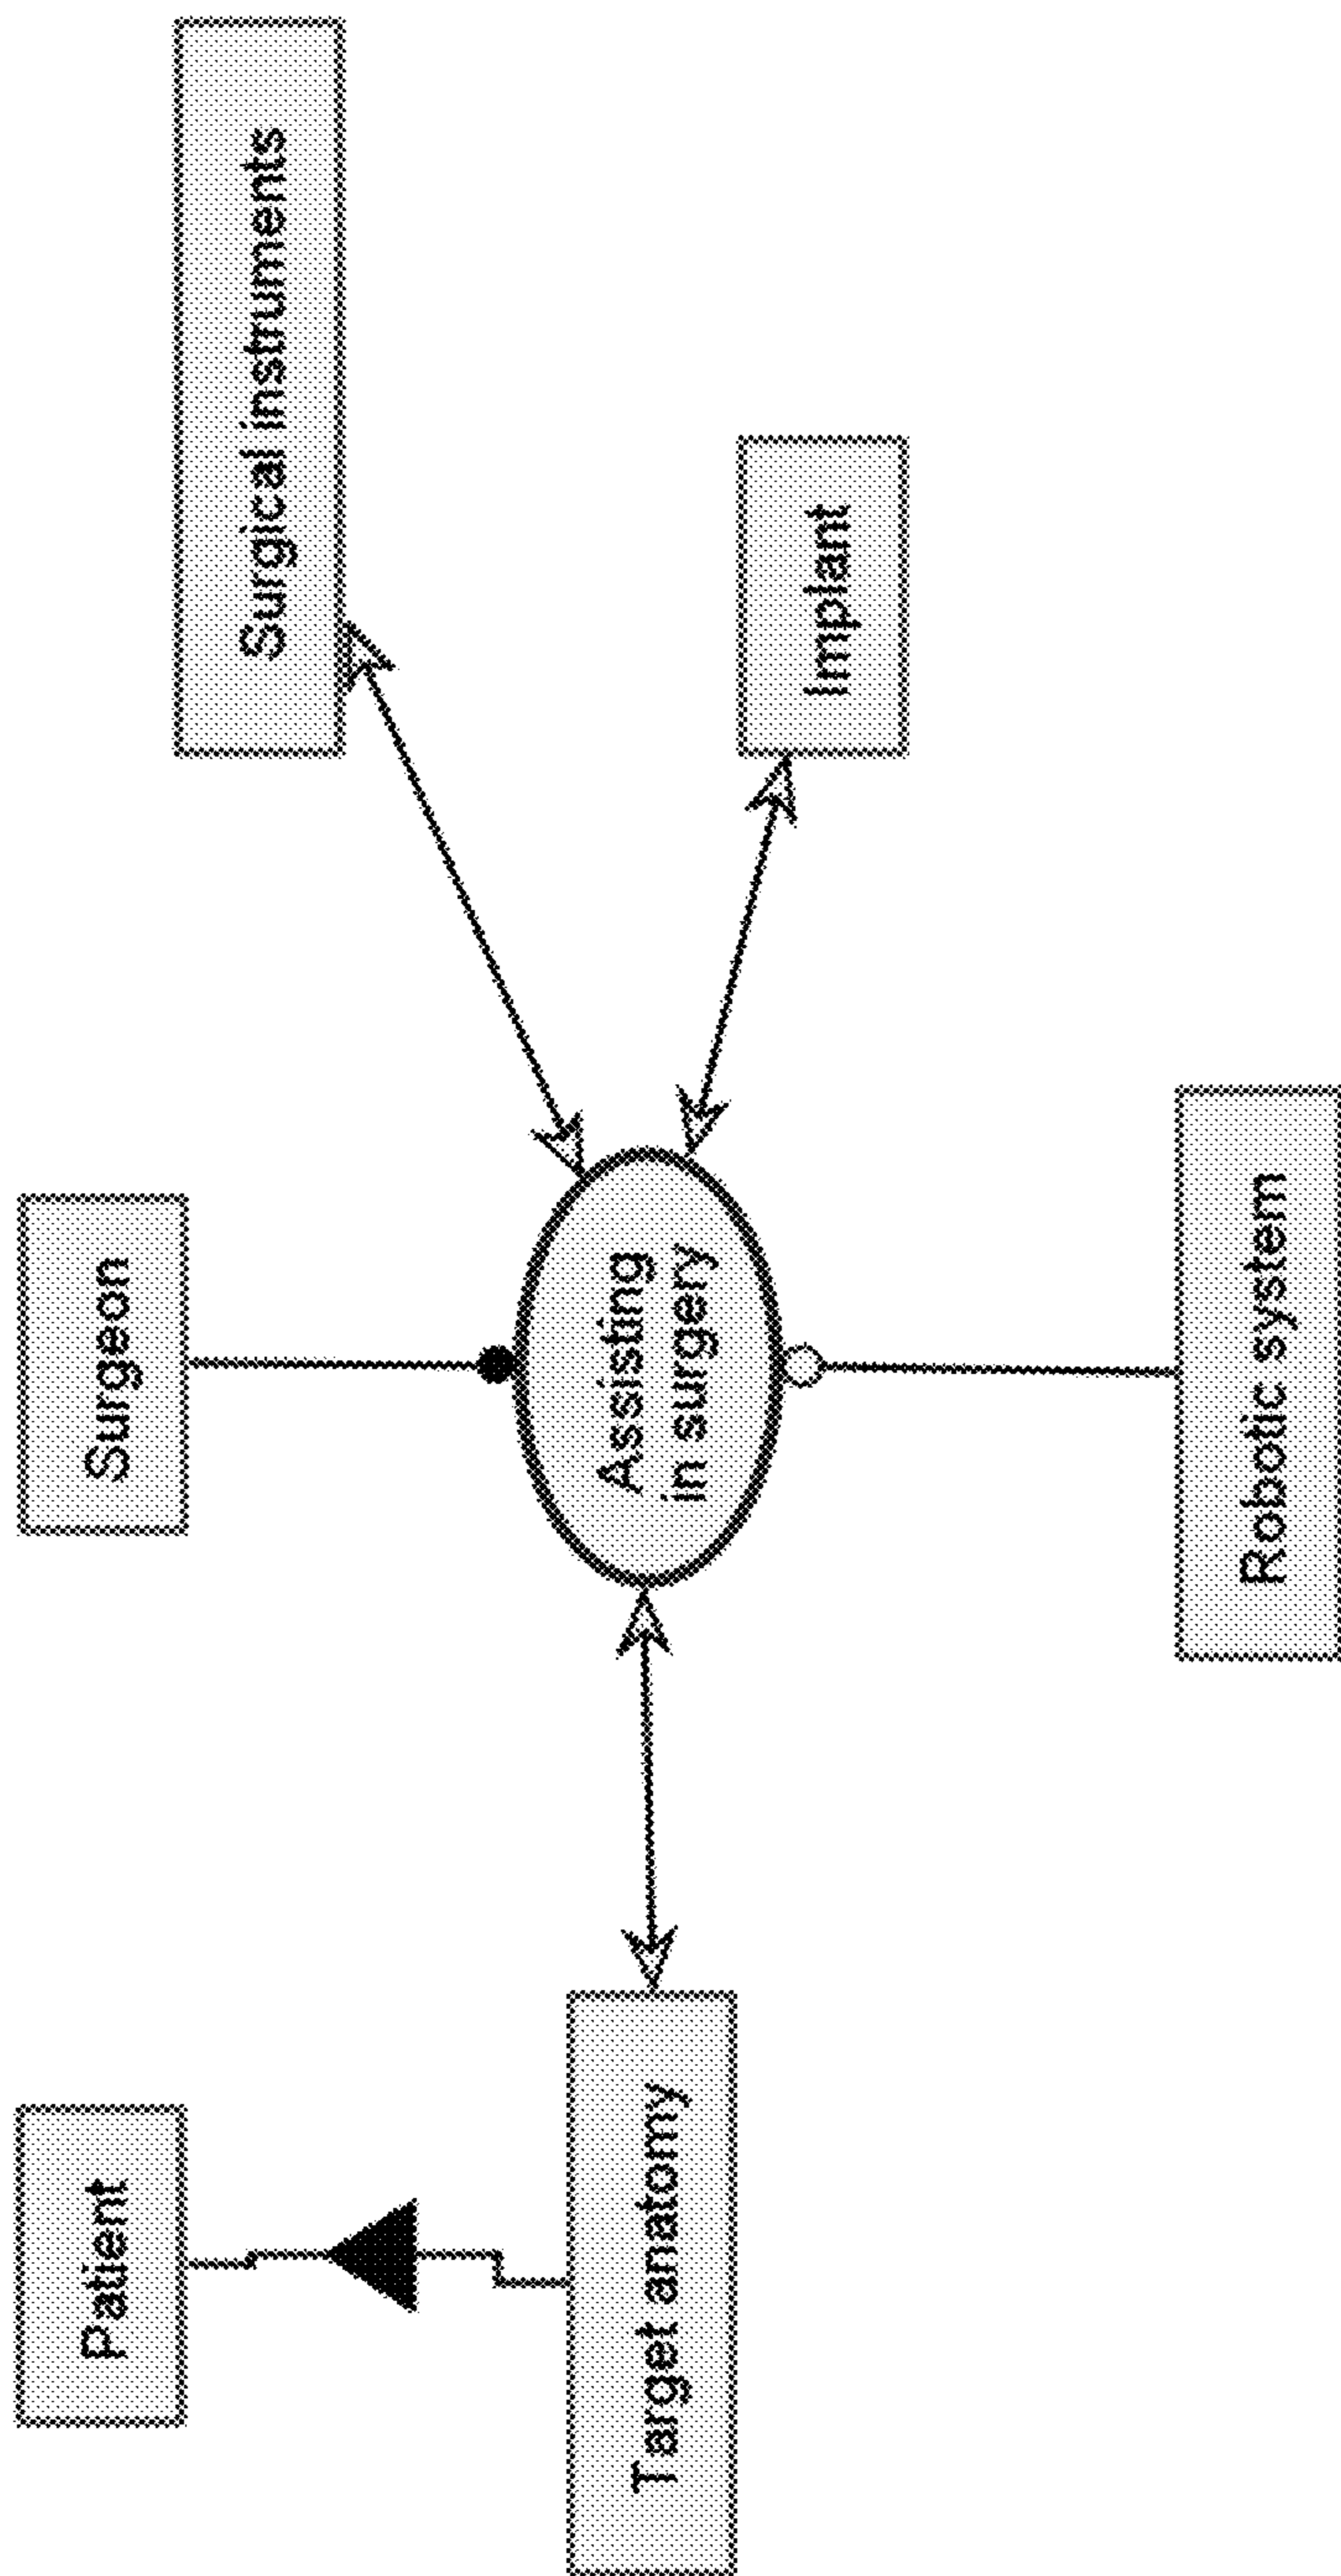 Patient
Surgeon
Surgical instruments
Target anatomy
Assisting
in surgery
Implant
Robotic system